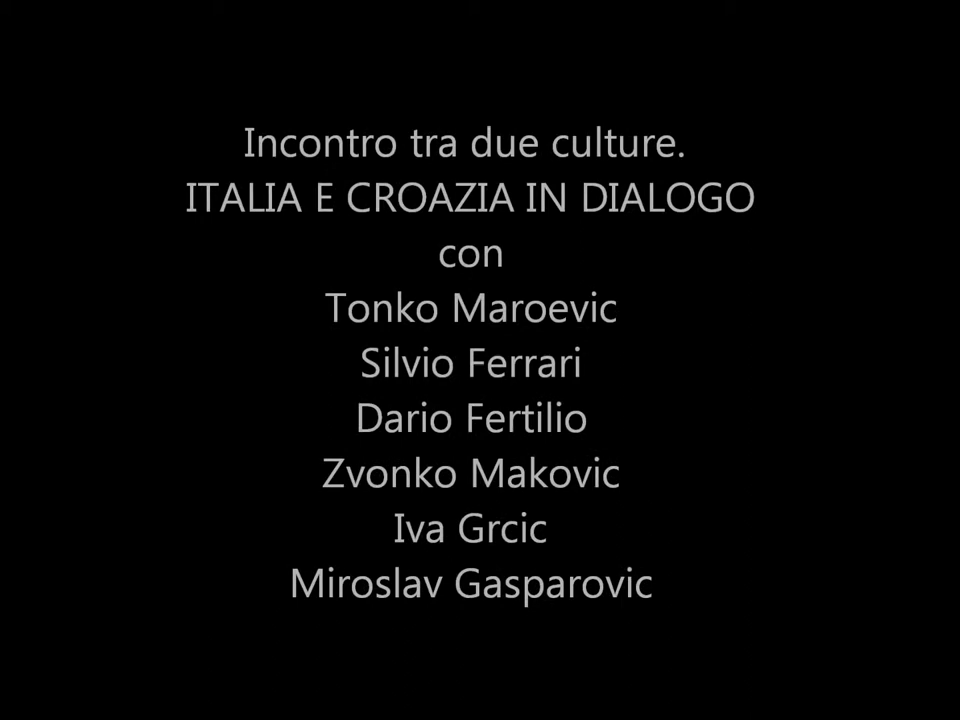 Incontro tra due culture.
ITALIA E CROAZIA IN DIALOGO
con
Tonko Maroevic
Silvio Ferrari
Dario Fertilio
Zvonko Makovic
Iva Grcic
Miroslav Gasparovic